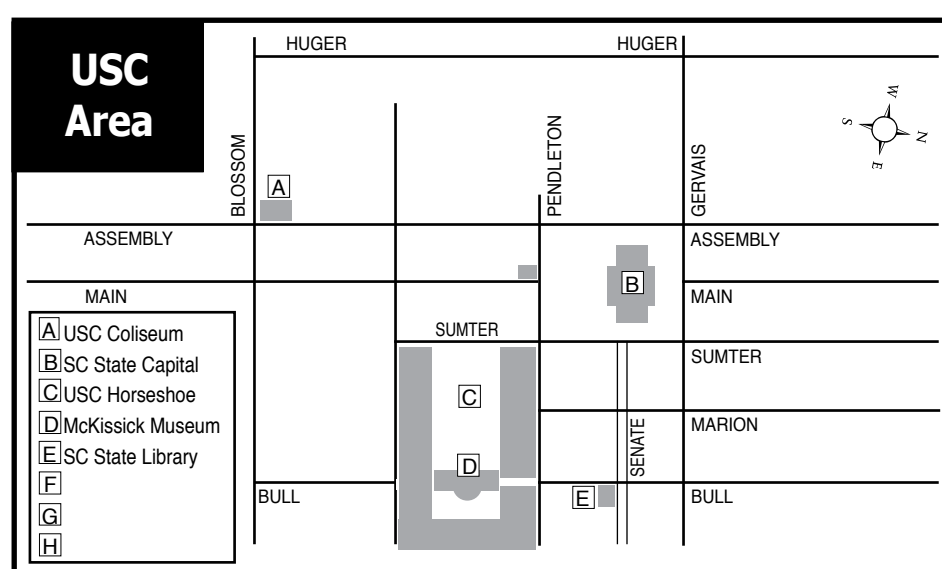 USC
Area
HUGER
HUGER
W
S
N
E
BLOSSOM
PENDLETON
GERVAIS
A
ASSEMBLY
ASSEMBLY
B
MAIN
MAIN
SUMTER
SUMTER
C
MARION
SENATE
D
BULL
E
BULL
A USC Coliseum
B SC State Capital
C USC Horseshoe
D McKissick Museum
E SC State Library
F
G
H